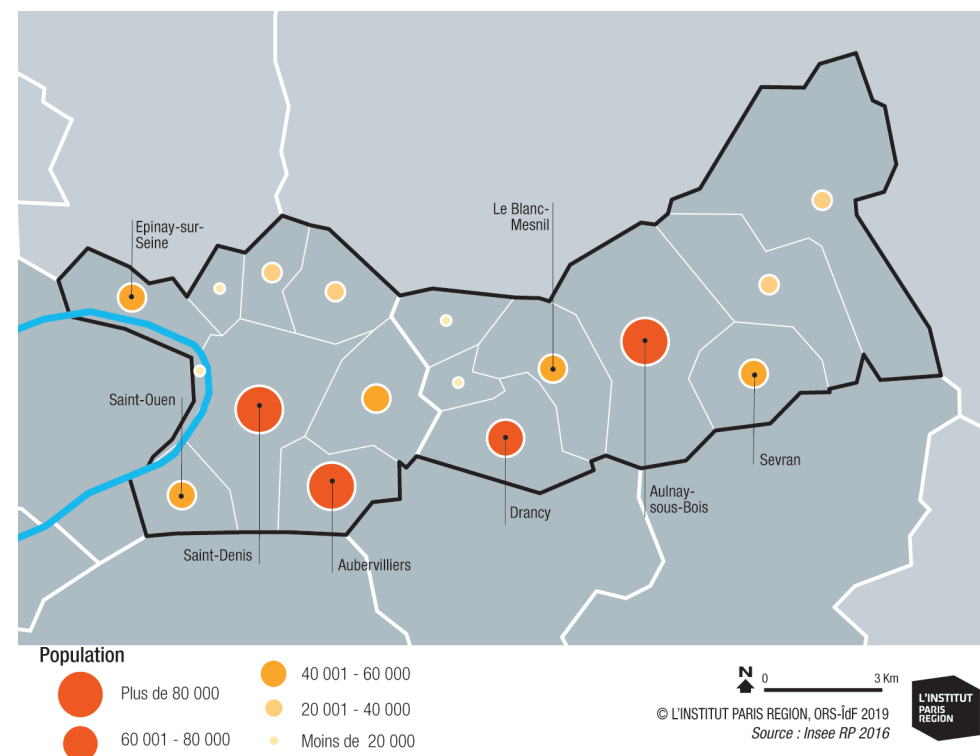 Le Blanc-
Mesnil
Epinay-sur-
Seine
Saint-Ouen
Sevran
Aulnay-
sous-Bois
Drancy
Saint-Denis
Aubervilliers
Population
Plus de 80 000
60 001 - 80 000
40 001 - 60 000
20 001 - 40 000
Moins de 20 000
N
0 3 Km
© L'INSTITUT PARIS REGION, ORS-ÎdF 2019
Source : Insee RP 2016
L'INSTITUT
PARIS
REGION